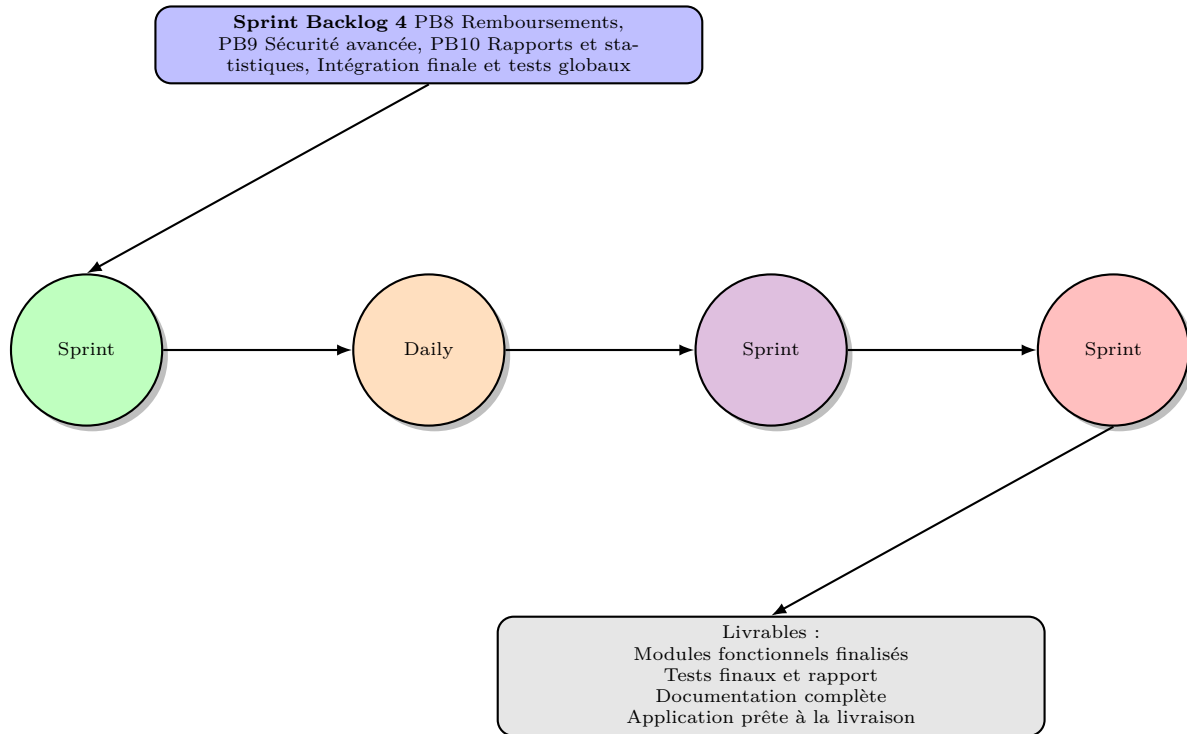 Sprint Backlog 4 PB8 Remboursements,
PB9 Sécurité avancée, PB10 Rapports et sta-
tistiques, Intégration finale et tests globaux
Sprint
Daily
Sprint
Sprint
Livrables :
Modules fonctionnels finalisés
Tests finaux et rapport
Documentation complète
Application prête à la livraison